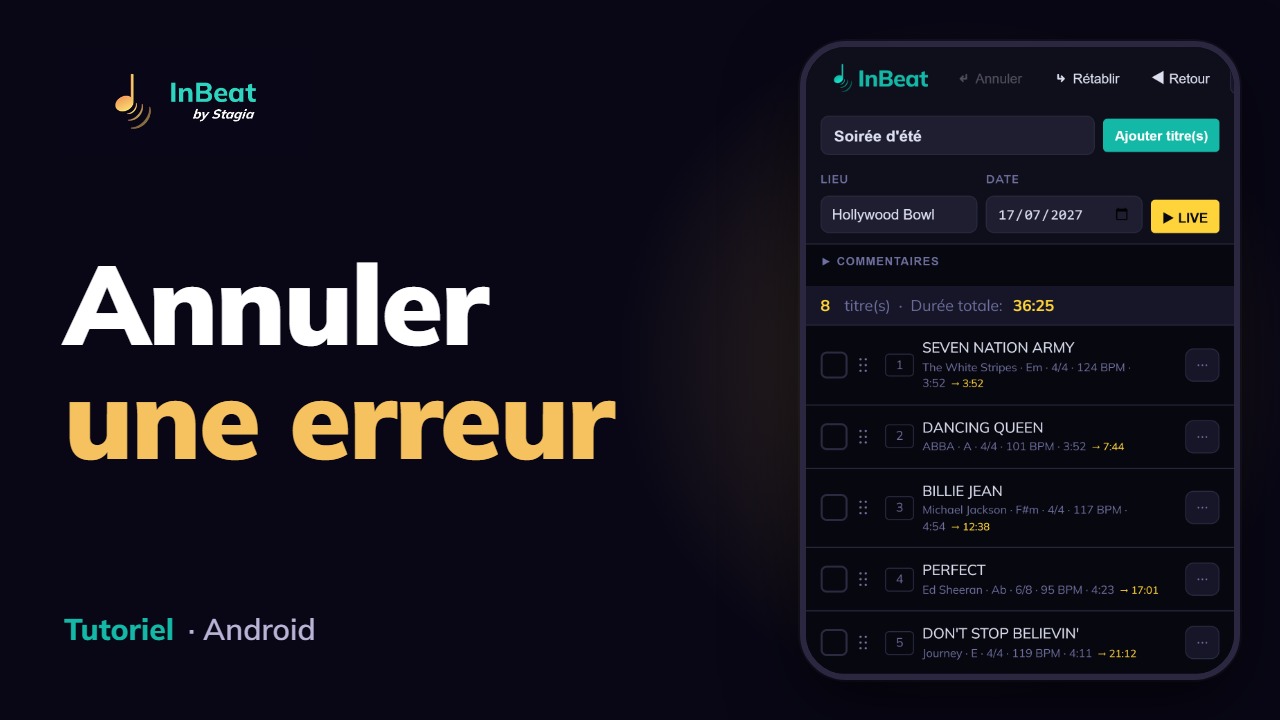 InBeat
by Stagia
Annuler
une erreur
Tutoriel · Android
InBeat
↵ Annuler
↳ Rétablir
◀ Retour
Soirée d'été
Ajouter titre(s)
LIEU
DATE
Hollywood Bowl
17/07/2027
▶ LIVE
▶ COMMENTAIRES
8 titre(s) · Durée totale: 36:25
1
SEVEN NATION ARMY
The White Stripes · Em · 4/4 · 124 BPM ·
3:52 → 3:52
...
2
DANCING QUEEN
ABBA · A · 4/4 · 101 BPM · 3:52 → 7:44
...
3
BILLIE JEAN
Michael Jackson · F#m · 4/4 · 117 BPM ·
4:54 → 12:38
...
4
PERFECT
Ed Sheeran · Ab · 6/8 · 95 BPM · 4:23 → 17:01
...
5
DON'T STOP BELIEVIN'
Journey · E · 4/4 · 119 BPM · 4:11 → 21:12
...